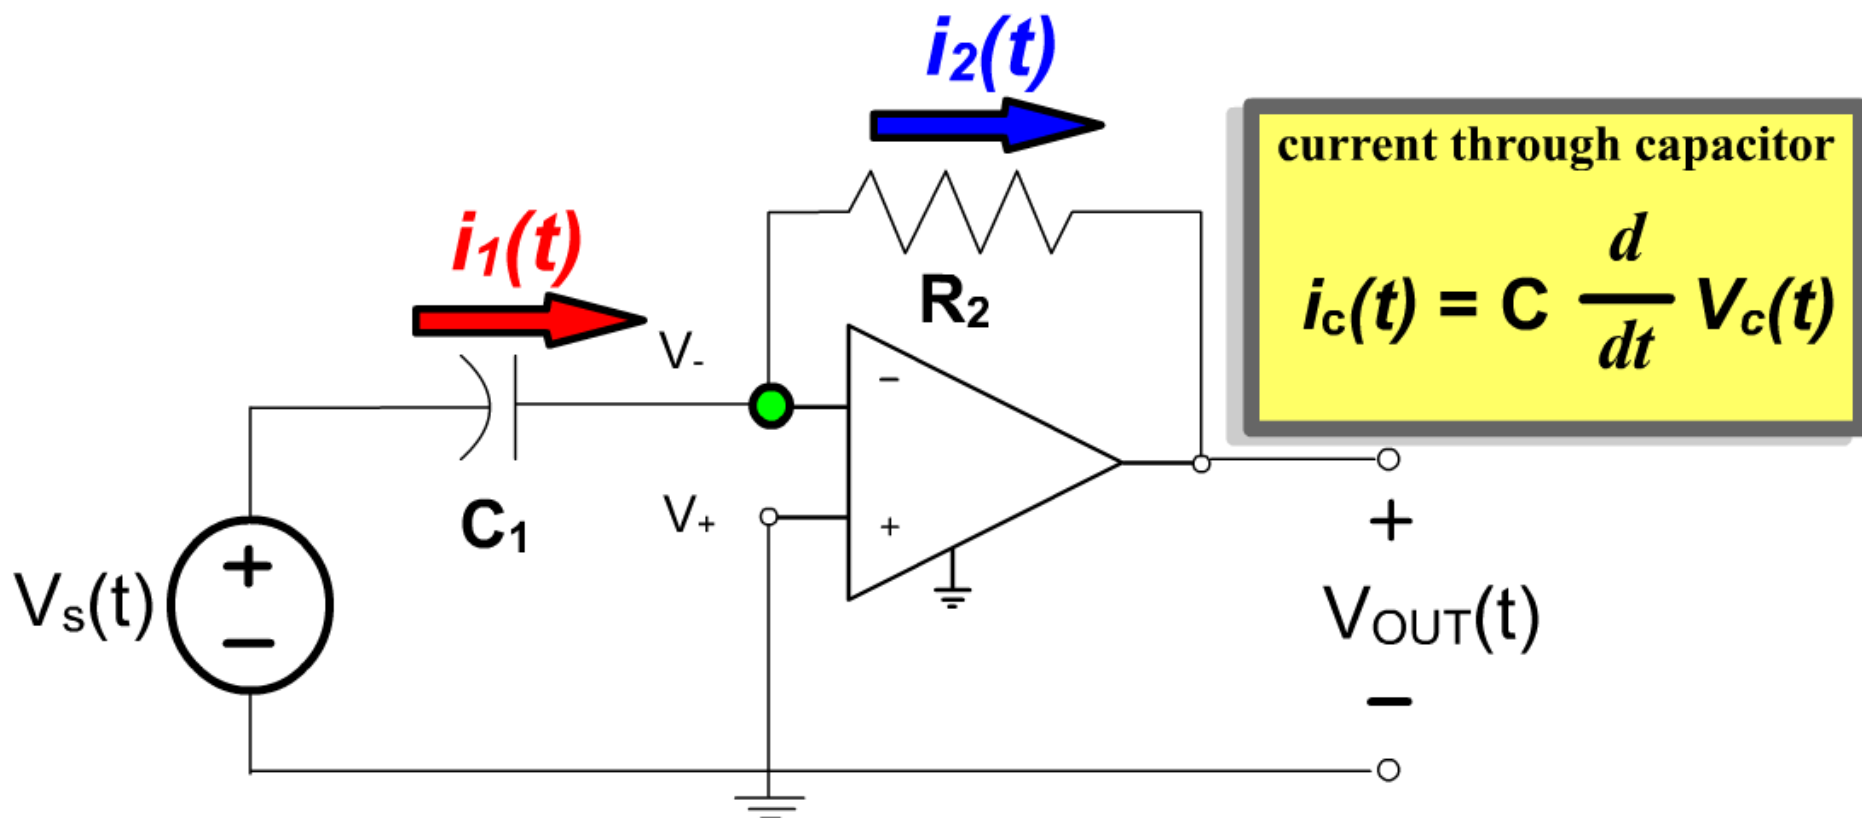 i2(t)
current through capacitor
i1(t)
ic(t) = C d/dt Vc(t)
R2
V-
−
C1
V+
+
+
−
Vs(t)
+
VOUT(t)
−